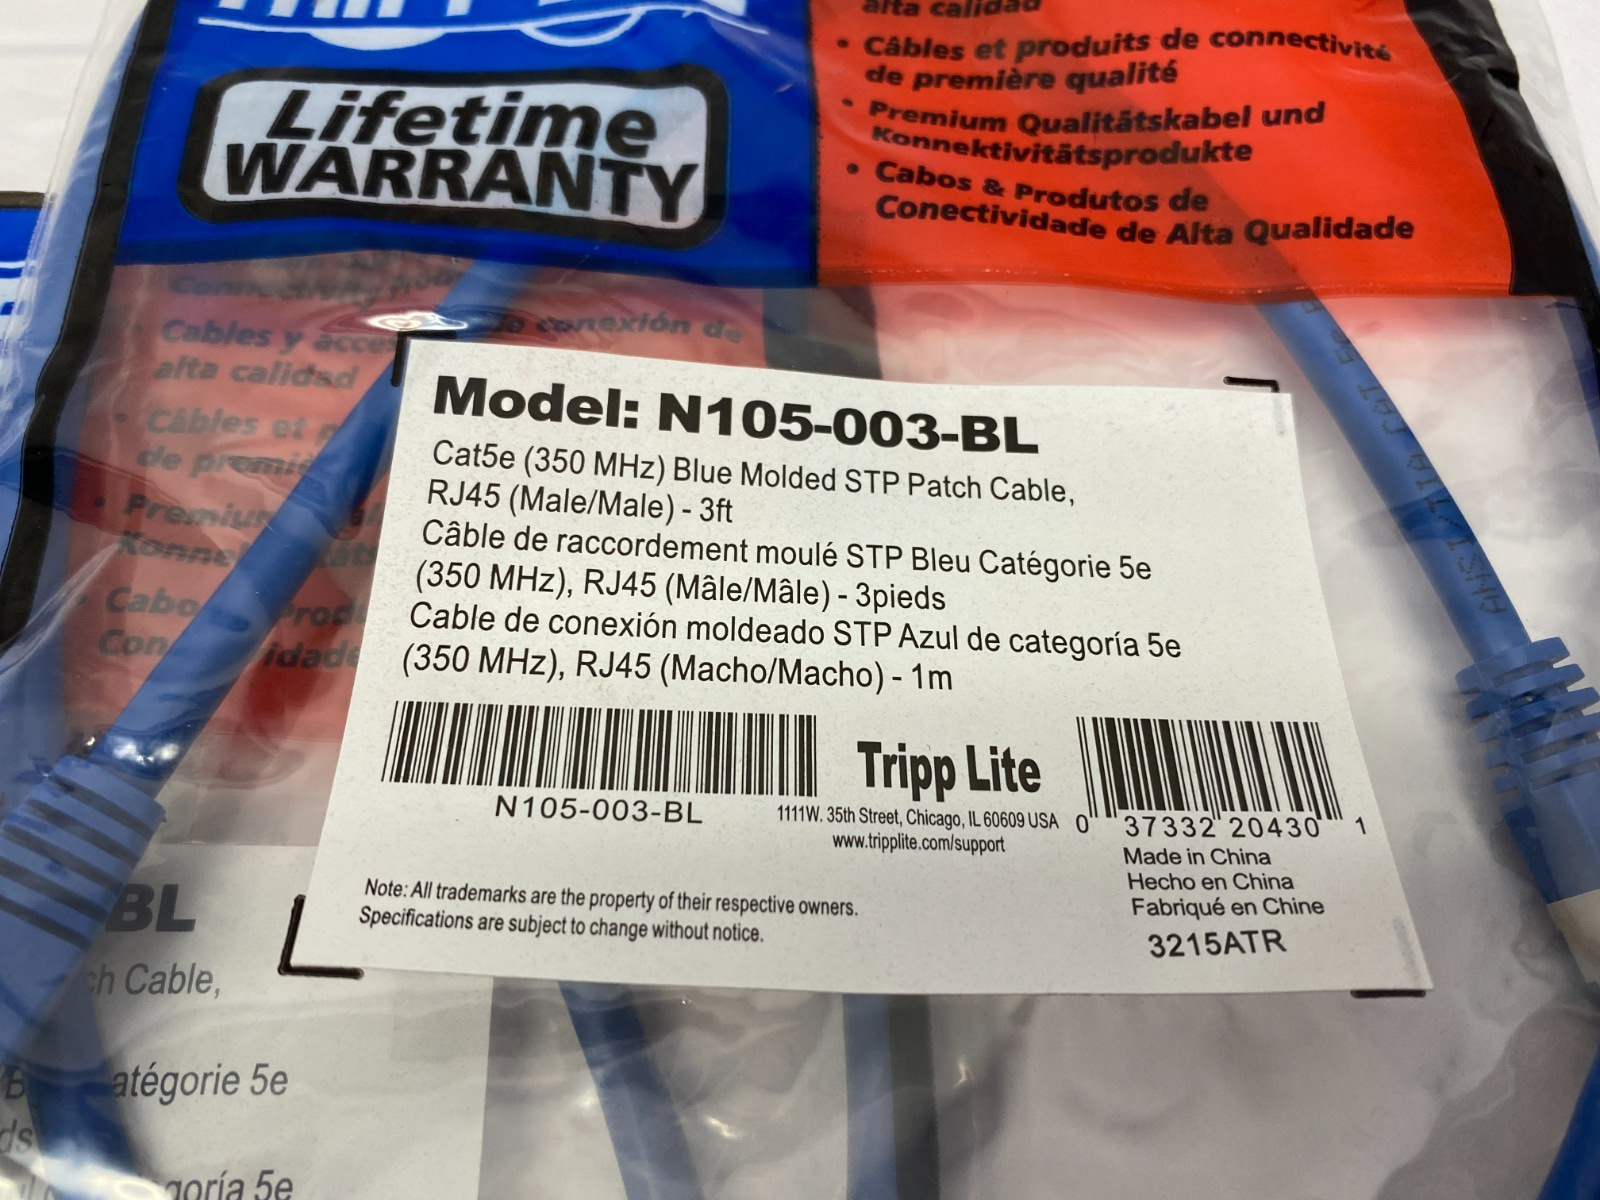 Lifetime
WARRANTY
alta calidad
• Câbles et produits de connectivité
de première qualité
• Premium Qualitätskabel und
Konnektivitätsprodukte
• Cabos & Produtos de
Conectividade de Alta Qualidade
Cables y
conexión de
alta calidad
Câbles et
Model: N105-003-BL
Cat5e (350 MHz) Blue Molded STP Patch Cable,
RJ45 (Male/Male) - 3ft
Câble de raccordement moulé STP Bleu Catégorie 5e
(350 MHz), RJ45 (Mâle/Mâle) - 3pieds
Cable de conexión moldeado STP Azul de categoría 5e
(350 MHz), RJ45 (Macho/Macho) - 1m
N105-003-BL
Tripp Lite
1111W. 35th Street, Chicago, IL 60609 USA
www.tripplite.com/support
0 37332 20430 1
Made in China
Hecho en China
Fabriqué en Chine
3215ATR
Note: All trademarks are the property of their respective owners.
Specifications are subject to change without notice.
BL
ch Cable,
atégorie 5e
goría 5e